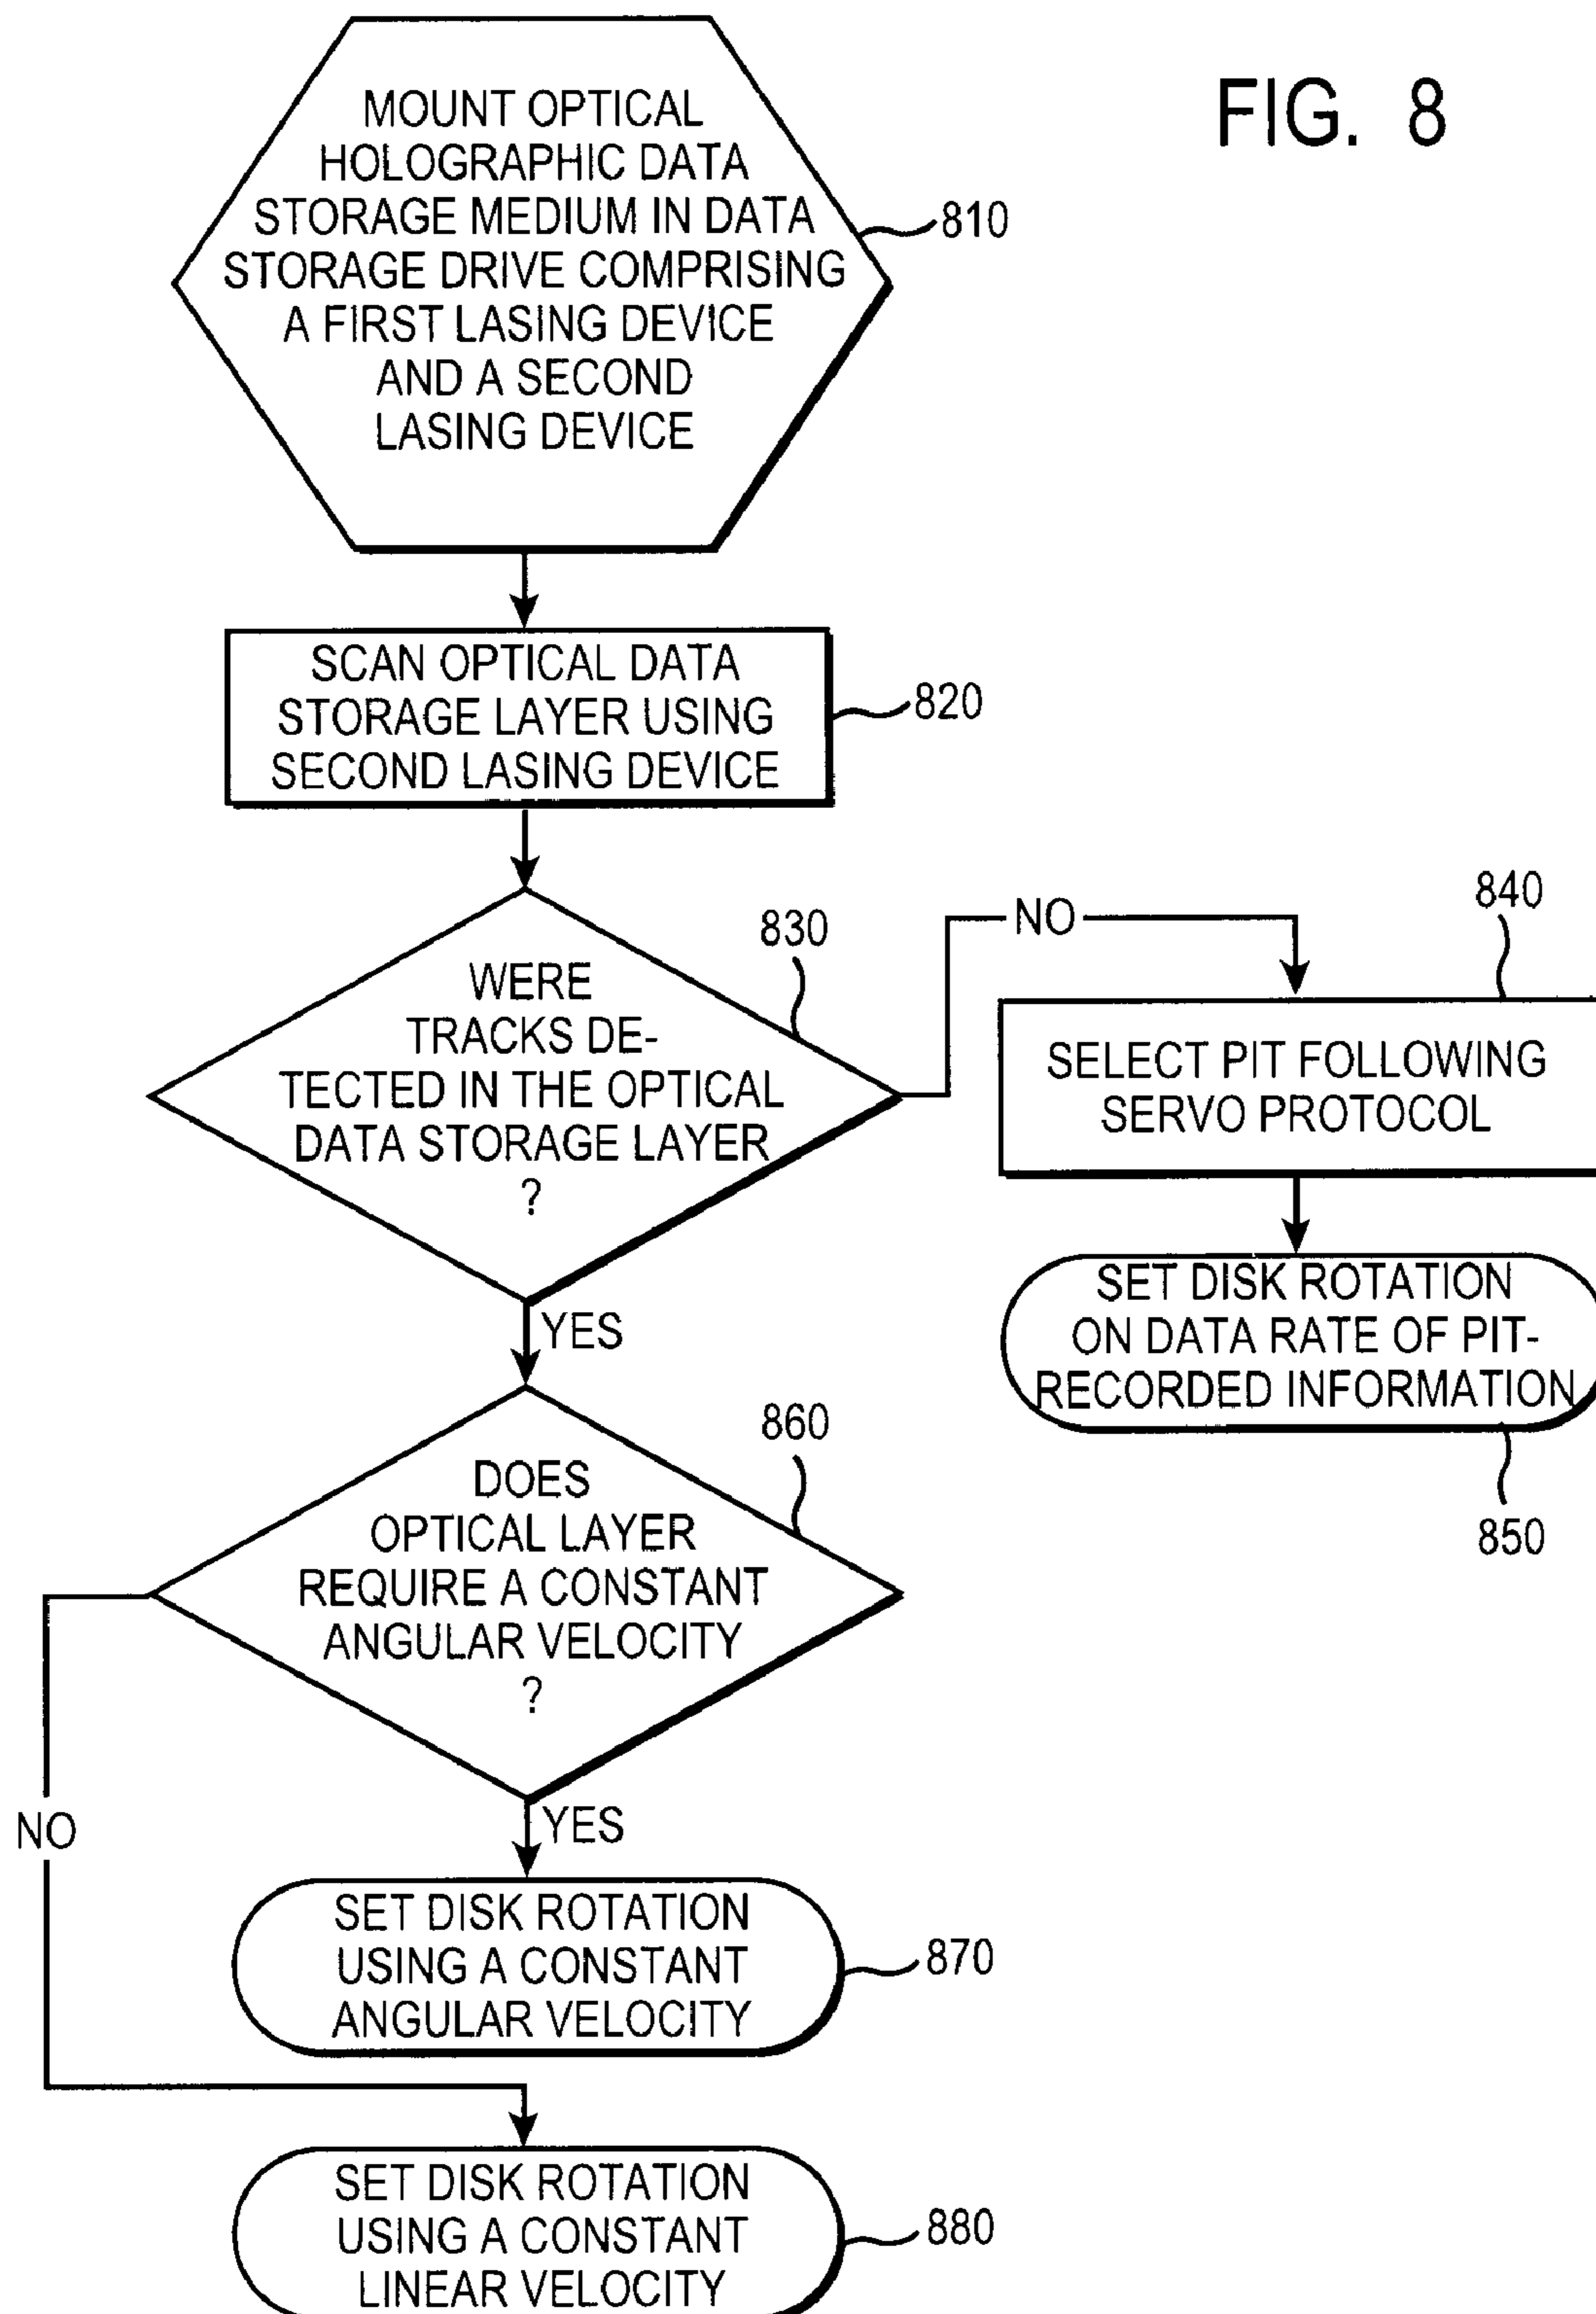 FIG. 8
MOUNT OPTICAL
HOLOGRAPHIC DATA
STORAGE MEDIUM IN DATA
STORAGE DRIVE COMPRISING
A FIRST LASING DEVICE
AND A SECOND
LASING DEVICE
810
SCAN OPTICAL DATA
STORAGE LAYER USING
SECOND LASING DEVICE
820
WERE
TRACKS DE-
TECTED IN THE OPTICAL
DATA STORAGE LAYER
?
830
NO
840
SELECT PIT FOLLOWING
SERVO PROTOCOL
SET DISK ROTATION
ON DATA RATE OF PIT-
RECORDED INFORMATION
850
YES
DOES
OPTICAL LAYER
REQUIRE A CONSTANT
ANGULAR VELOCITY
?
860
NO
YES
SET DISK ROTATION
USING A CONSTANT
ANGULAR VELOCITY
870
SET DISK ROTATION
USING A CONSTANT
LINEAR VELOCITY
880